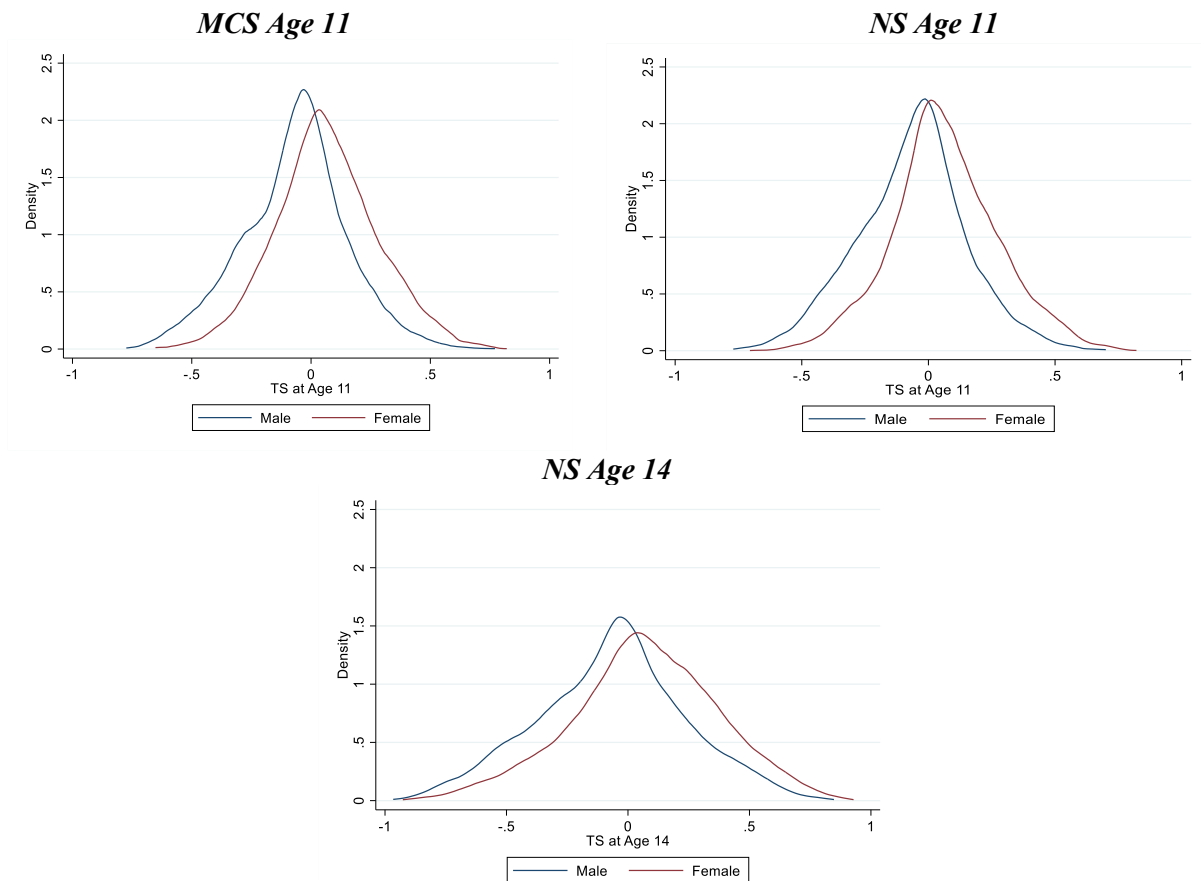 MCS Age 11
2.5
2
1.5
1
.5
0
Density
-1
-.5
0
.5
1
TS at Age 11
Male
Female
NS Age 11
2.5
2
1.5
1
.5
0
Density
-1
-.5
0
.5
1
TS at Age 11
Male
Female
NS Age 14
2.5
2
1.5
1
.5
0
Density
-1
-.5
0
.5
1
TS at Age 14
Male
Female